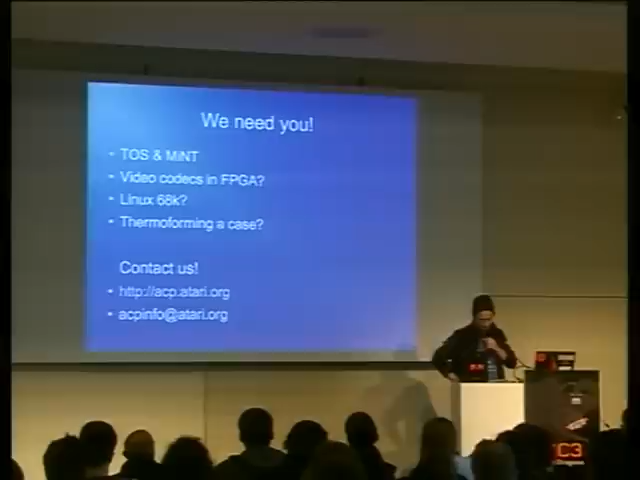 We need you!
• TOS & MiNT
• Video codecs in FPGA?
• Linux 68k?
• Thermoforming a case?
Contact us!
• http://acp.atari.org
• acpinfo@atari.org
C3